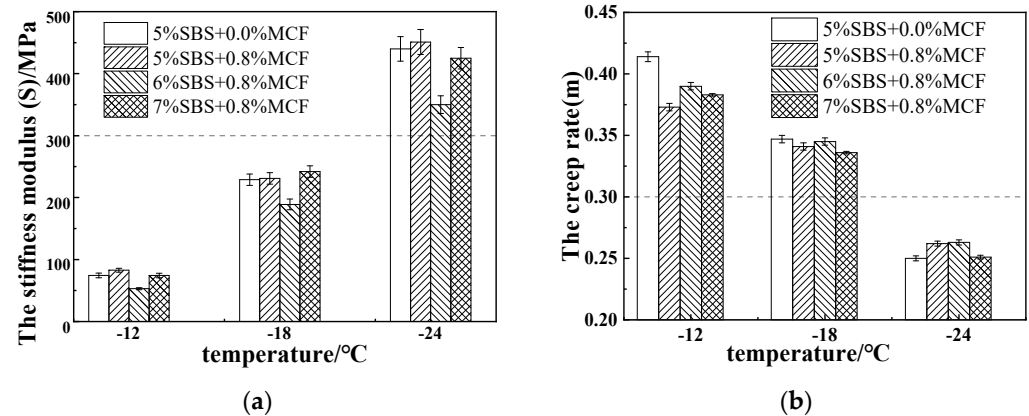 500
400
300
200
100
0
The stiffness modulus (S)/MPa
5%SBS+0.0%MCF
5%SBS+0.8%MCF
6%SBS+0.8%MCF
7%SBS+0.8%MCF
-12
-18
-24
temperature/°C
(a)
0.45
0.40
0.35
0.30
0.25
0.20
The creep rate(m)
5%SBS+0.0%MCF
5%SBS+0.8%MCF
6%SBS+0.8%MCF
7%SBS+0.8%MCF
-12
-18
-24
temperature/°C
(b)